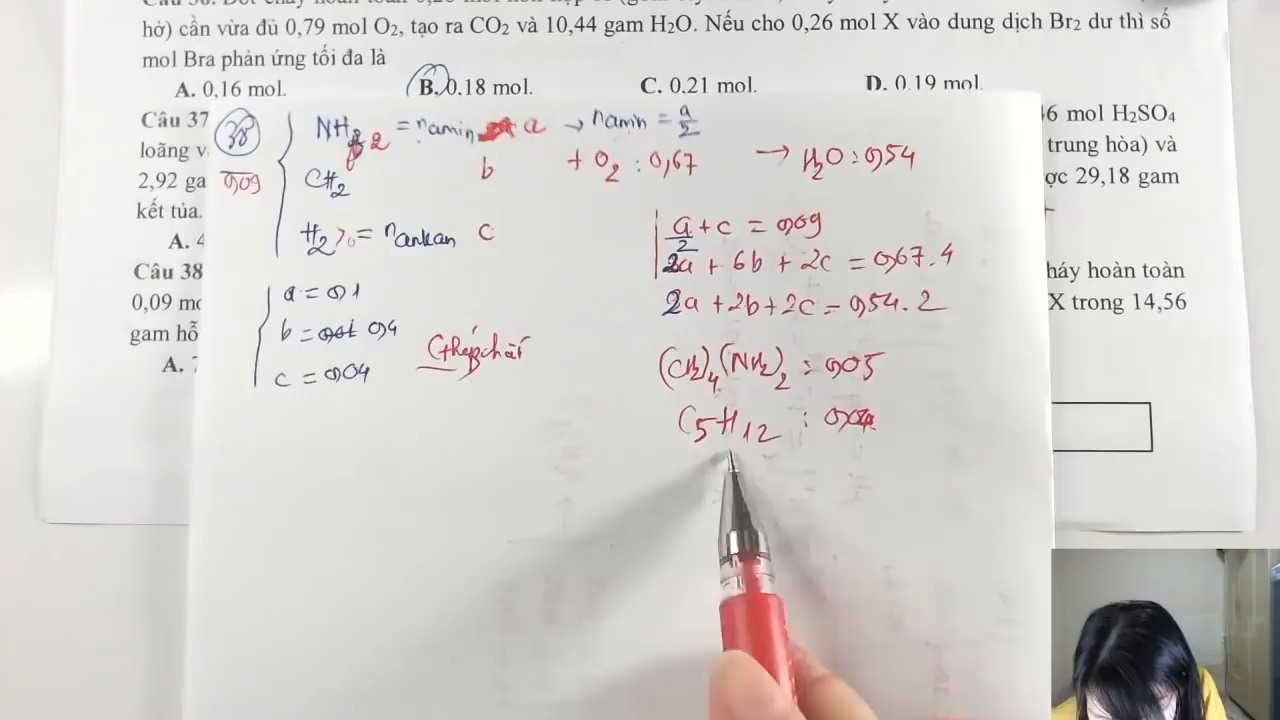 hở) cần vừa đủ 0,79 mol O₂, tạo ra CO₂ và 10,44 gam H₂O. Nếu cho 0,26 mol X vào dung dịch Br₂ dư thì số
mol Bra phản ứng tối đa là
A. 0,16 mol.
B. 0.18 mol.
C. 0.21 mol.
D. 0.19 mol.
Câu 37
6 mol H₂SO₄
loãng v
trung hòa) và
2,92 ga
ợc 29,18 gam
kết tủa.
A. 4
Câu 38
háy hoàn toàn
0,09 mo
X trong 14,56
gam hỗ
A.
38
0,09
NH₂ = namin a → namin = a/2
CH₂ b + O₂ : 0,67 → H₂O : 0,54
H₂ = nankan c
a/2 + c = 0,09
3a + 6b + 2c = 0,67.4
2a + 2b + 2c = 0,54.2
a = 0,1
b = 0,4
c = 0,04
Ghép chất
(CH₂)₄(NH₂)₂ : 0,05
C₅H₁₂ : 0,04